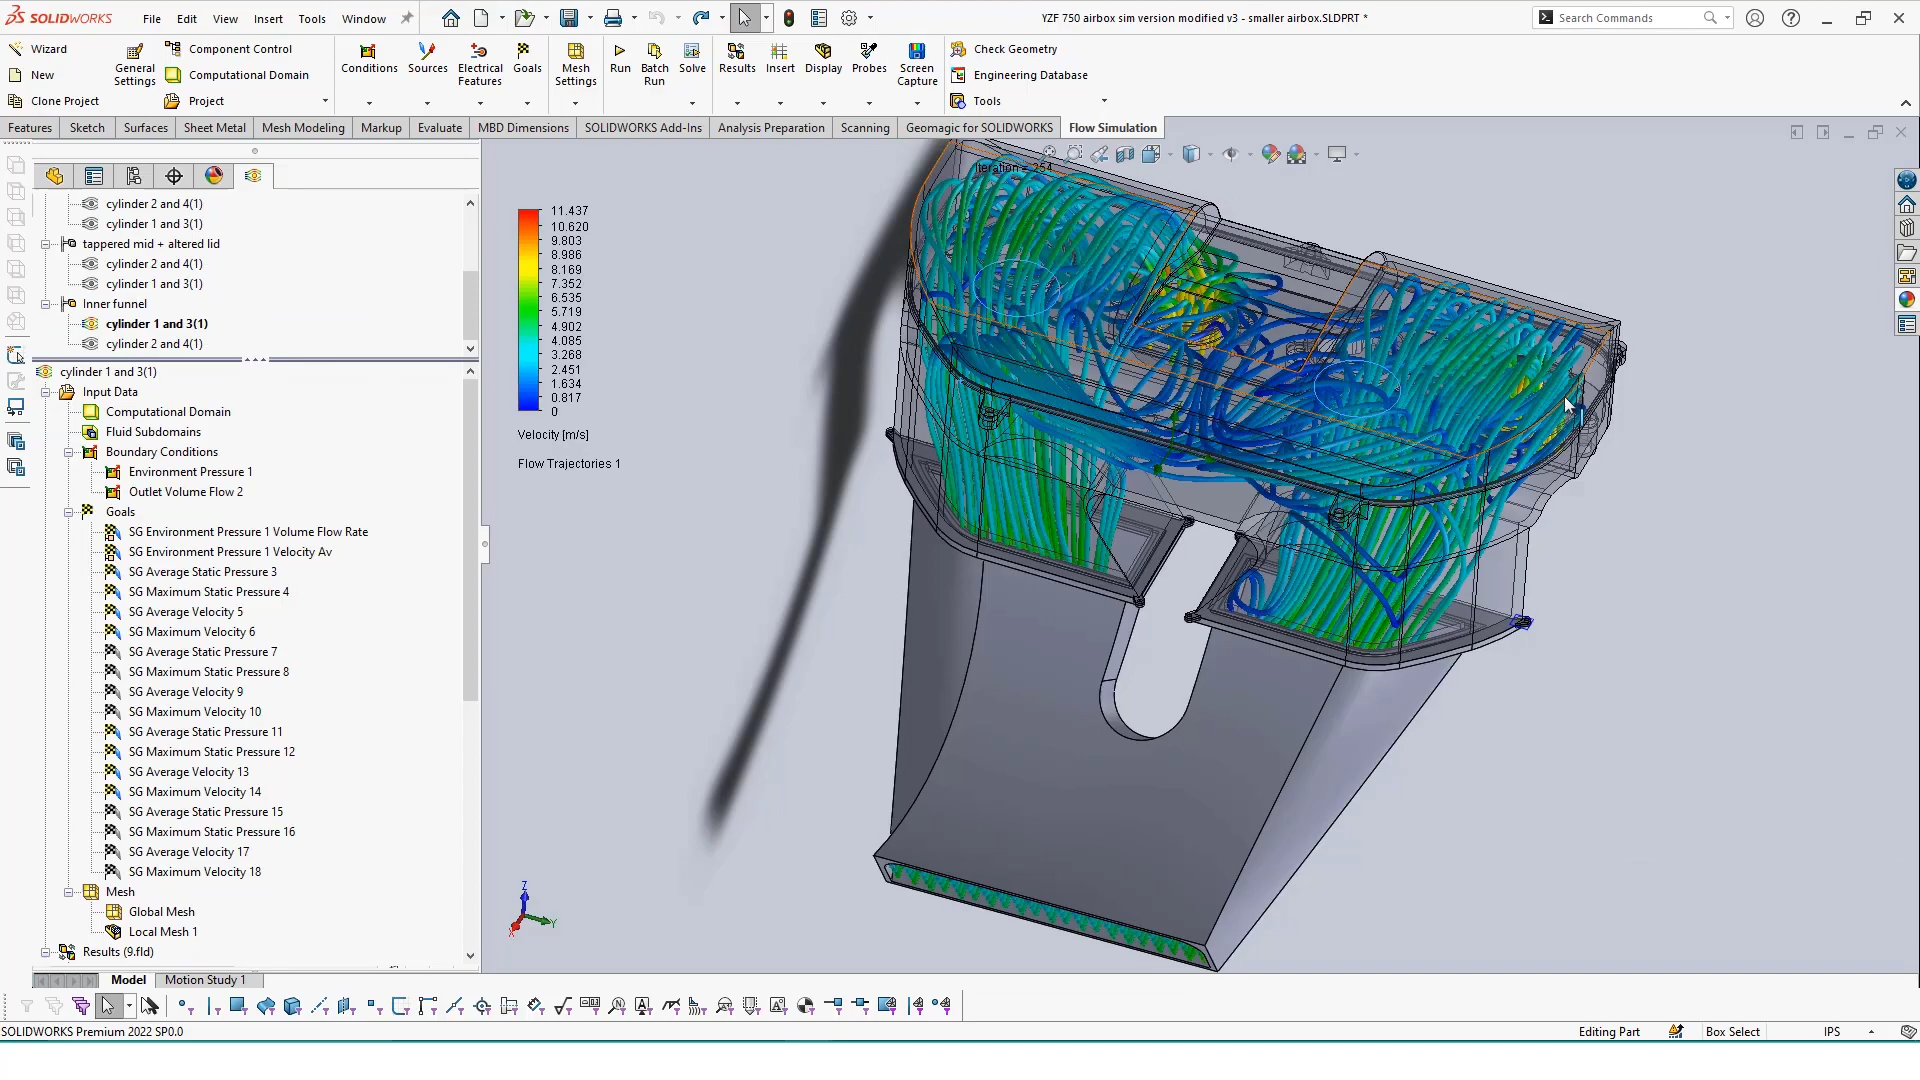 SOLIDWORKS
File Edit View Insert Tools Window
YZF 750 airbox sim version modified v3 - smaller airbox.SLDPRT *
Search Commands
Wizard
New
Clone Project
General Settings
Component Control
Computational Domain
Project
Conditions
Sources
Electrical Features
Goals
Mesh Settings
Run
Batch Run
Solve
Results
Insert
Display
Probes
Screen Capture
Check Geometry
Engineering Database
Tools
Features Sketch Surfaces Sheet Metal Mesh Modeling Markup Evaluate MBD Dimensions SOLIDWORKS Add-Ins Analysis Preparation Scanning Geomagic for SOLIDWORKS Flow Simulation
cylinder 2 and 4(1)
cylinder 1 and 3(1)
tappered mid + altered lid
cylinder 2 and 4(1)
cylinder 1 and 3(1)
Inner funnel
cylinder 1 and 3(1)
cylinder 2 and 4(1)
cylinder 1 and 3(1)
Input Data
Computational Domain
Fluid Subdomains
Boundary Conditions
Environment Pressure 1
Outlet Volume Flow 2
Goals
SG Environment Pressure 1 Volume Flow Rate
SG Environment Pressure 1 Velocity Av
SG Average Static Pressure 3
SG Maximum Static Pressure 4
SG Average Velocity 5
SG Maximum Velocity 6
SG Average Static Pressure 7
SG Maximum Static Pressure 8
SG Average Velocity 9
SG Maximum Velocity 10
SG Average Static Pressure 11
SG Maximum Static Pressure 12
SG Average Velocity 13
SG Maximum Velocity 14
SG Average Static Pressure 15
SG Maximum Static Pressure 16
SG Average Velocity 17
SG Maximum Velocity 18
Mesh
Global Mesh
Local Mesh 1
Results (9.fld)
Iteration = 254
11.437
10.620
9.803
8.986
8.169
7.352
6.535
5.719
4.902
4.085
3.268
2.451
1.634
0.817
0
Velocity [m/s]
Flow Trajectories 1
Z
Y
X
Model Motion Study 1
SOLIDWORKS Premium 2022 SP0.0
Editing Part
Box Select
IPS